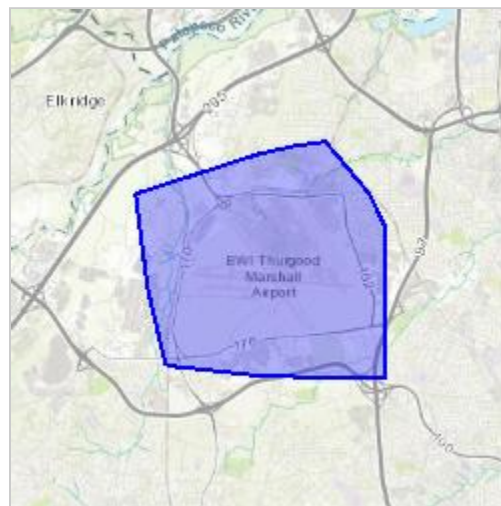 Patapsco River
Elkridge
295
170
BWI Thurgood
Marshall
Airport
162
97
176
100